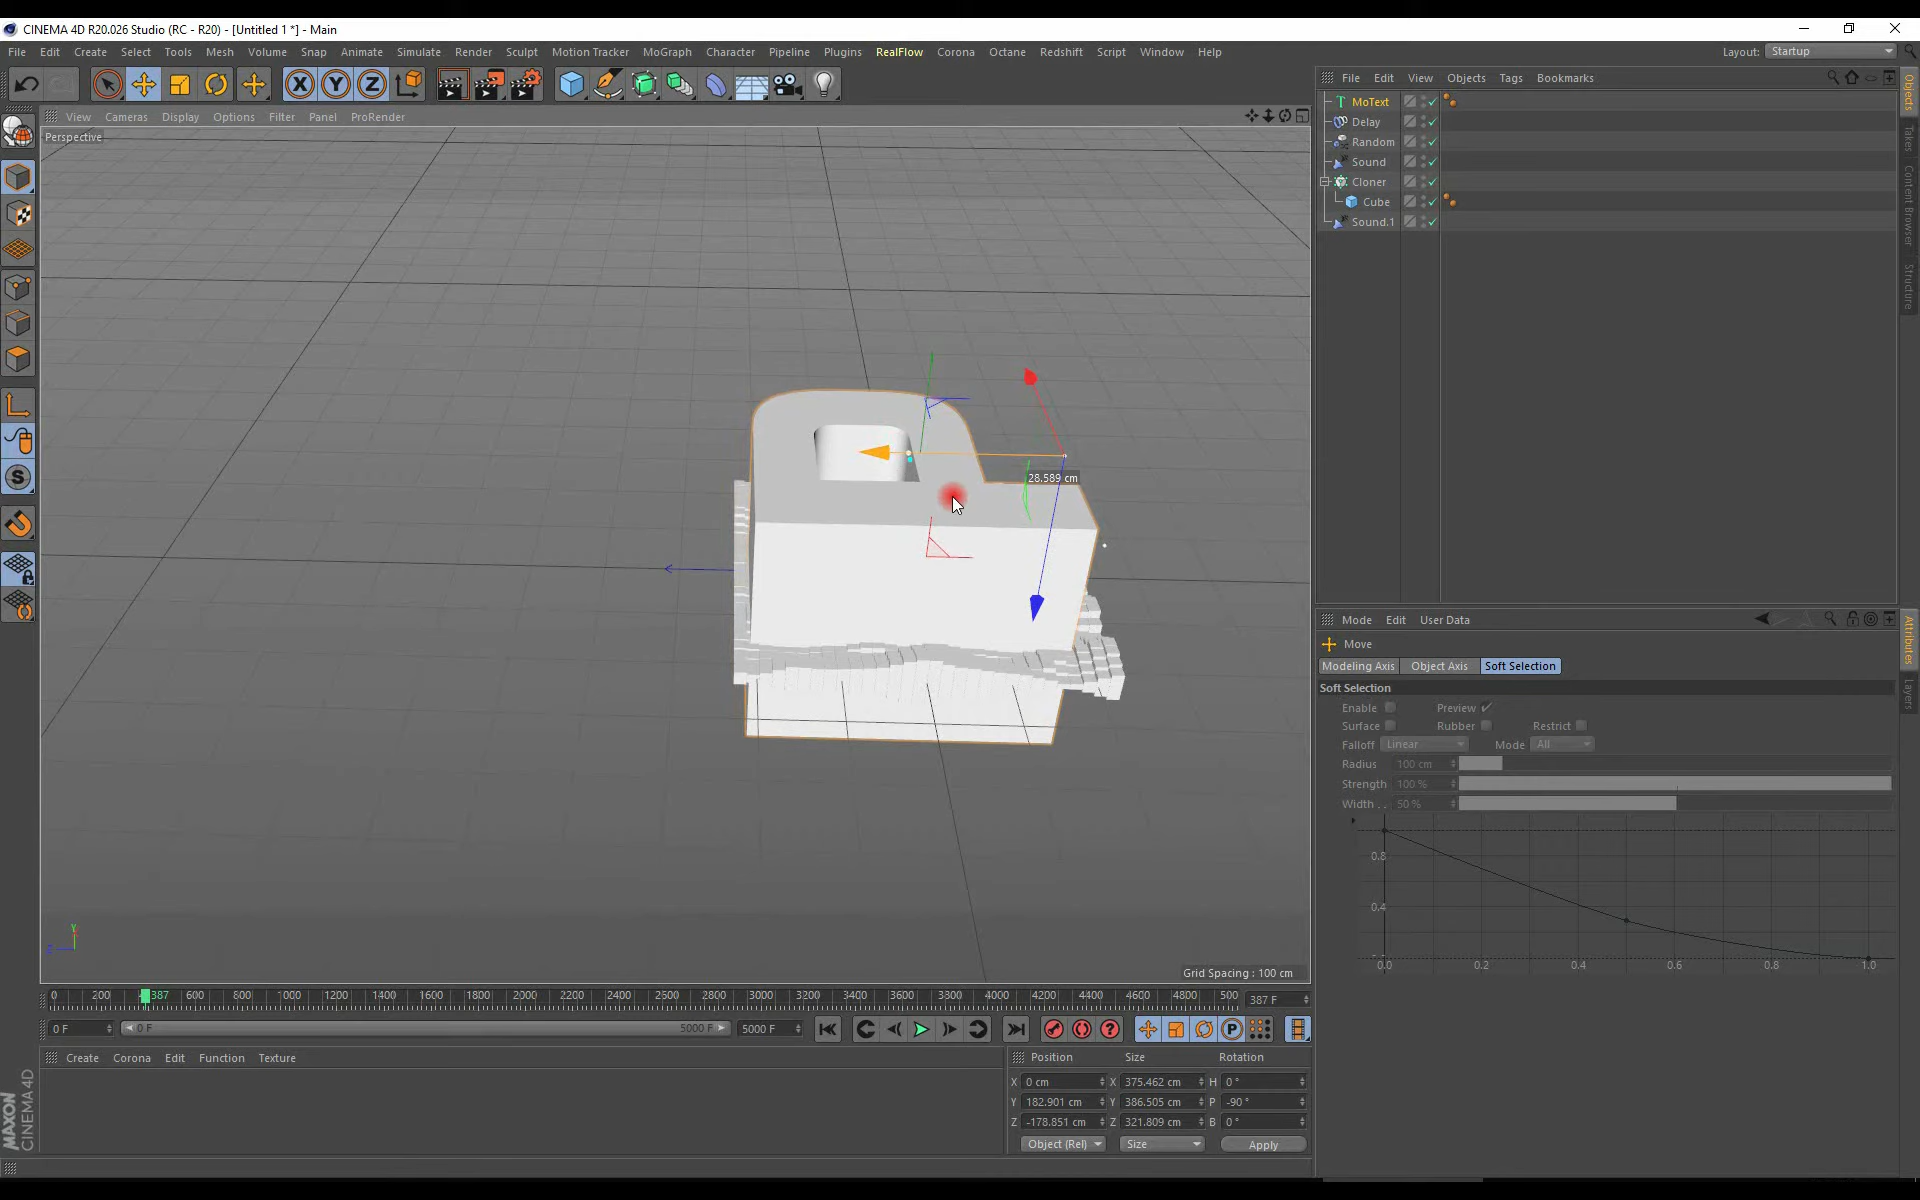 CINEMA 4D R20.026 Studio (RC - R20) - [Untitled 1 *] - Main
File Edit Create Select Tools Mesh Volume Snap Animate Simulate Render Sculpt Motion Tracker MoGraph Character Pipeline Plugins RealFlow Corona Octane Redshift Script Window Help
Layout: Startup
X Y Z
File Edit View Objects Tags Bookmarks
View Cameras Display Options Filter Panel ProRender
Perspective
MoText
Delay
Random
Sound
Cloner
Cube
Sound.1
Objects
Takes
Content Browser
Structure
28.589 cm
Mode Edit User Data
Move
Modeling Axis Object Axis Soft Selection
Soft Selection
Enable Preview
Surface Rubber Restrict
Falloff Linear Mode All
Radius 100 cm
Strength 100 %
Width . . 50 %
0.8
0.4
0.0 0.2 0.4 0.6 0.8 1.0
Attributes
Layers
Y
Z
Grid Spacing : 100 cm
0 200 387 600 800 1000 1200 1400 1600 1800 2000 2200 2400 2600 2800 3000 3200 3400 3600 3800 4000 4200 4400 4600 4800 500 387 F
0 F 0 F 5000 F 5000 F
P
Create Corona Edit Function Texture
Position Size Rotation
X 0 cm X 375.462 cm H 0 °
Y 182.901 cm Y 386.505 cm P -90 °
Z -178.851 cm Z 321.809 cm B 0 °
Object (Rel) Size Apply
MAXON
CINEMA 4D